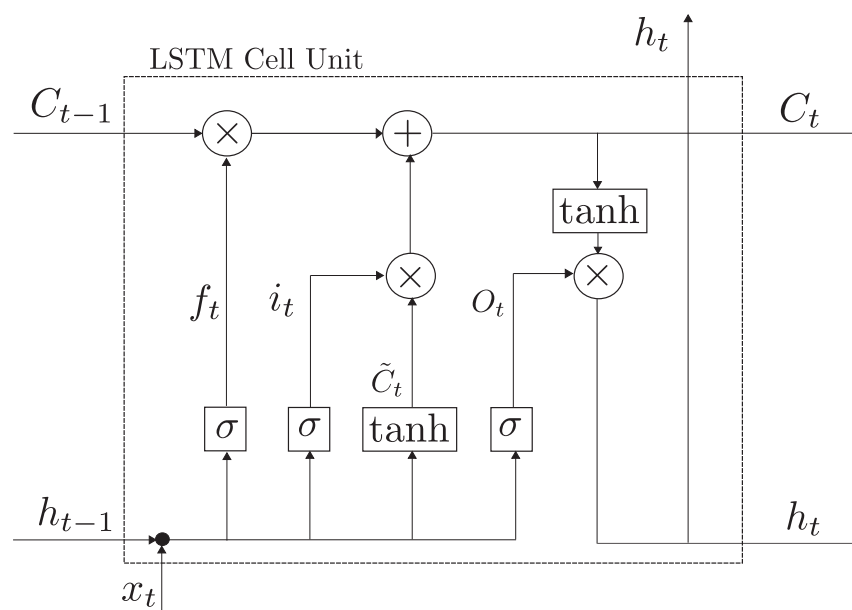 h_t
LSTM Cell Unit
C_{t-1}
C_t
×
+
tanh
×
×
f_t
i_t
O_t
C̃_t
σ
σ
tanh
σ
h_{t-1}
h_t
x_t